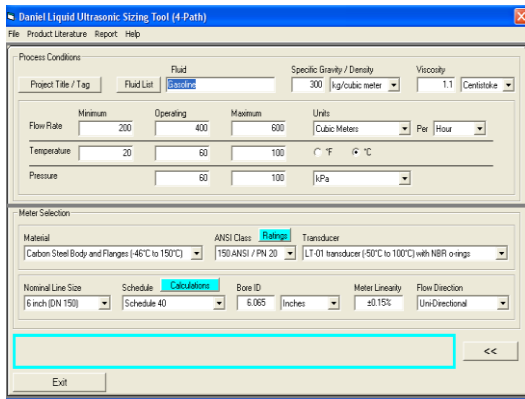 Daniel Liquid Ultrasonic Sizing Tool (4-Path)
File Product Literature Report Help
Process Conditions
Fluid Specific Gravity / Density Viscosity
Project Title / Tag Fluid List Gasoline 300 kg/cubic meter 1.1 Centistoke
Minimum Operating Maximum Units
Flow Rate 200 400 600 Cubic Meters Per Hour
Temperature 20 60 100 °F °C
Pressure 60 100 kPa
Meter Selection
Material ANSI Class Ratings Transducer
Carbon Steel Body and Flanges (-46°C to 150°C) 150 ANSI / PN 20 LT-01 transducer (-50°C to 100°C) with NBR o-rings
Nominal Line Size Schedule Calculations Bore ID Meter Linearity Flow Direction
6 inch (DN 150) Schedule 40 6.065 Inches ±0.15% Uni-Directional
<<
Exit